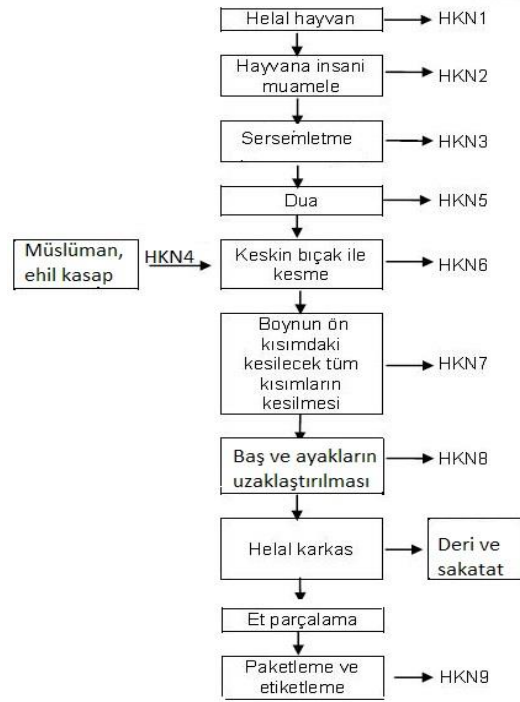 Helal hayvan
HKN1
Hayvana insani
muamele
HKN2
Sersemletme
HKN3
Dua
HKN5
Müslüman,
ehil kasap
HKN4
Keskin bıçak ile
kesme
HKN6
Boynun ön
kısımdaki
kesilecek tüm
kısımların
kesilmesi
HKN7
Baş ve ayakların
uzaklaştırılması
HKN8
Helal karkas
Deri ve
sakatat
Et parçalama
Paketleme ve
etiketleme
HKN9